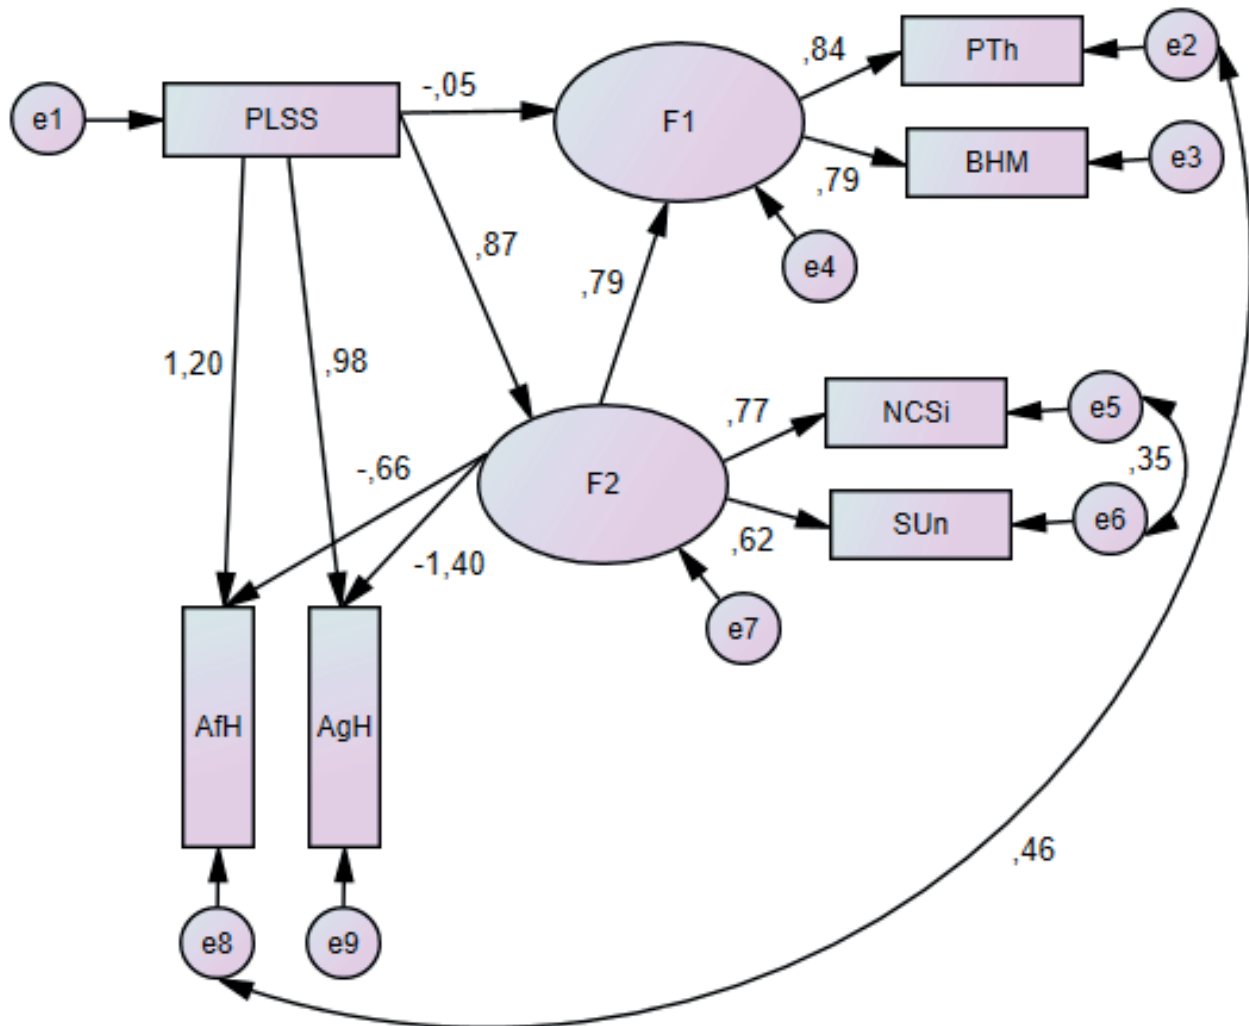 e1
PLSS
-,05
F1
,84
PTh
e2
,79
BHM
e3
e4
,87
,79
1,20
,98
-,66
-1,40
F2
,77
NCSi
e5
,35
,62
SUn
e6
e7
AfH
AgH
e8
e9
,46